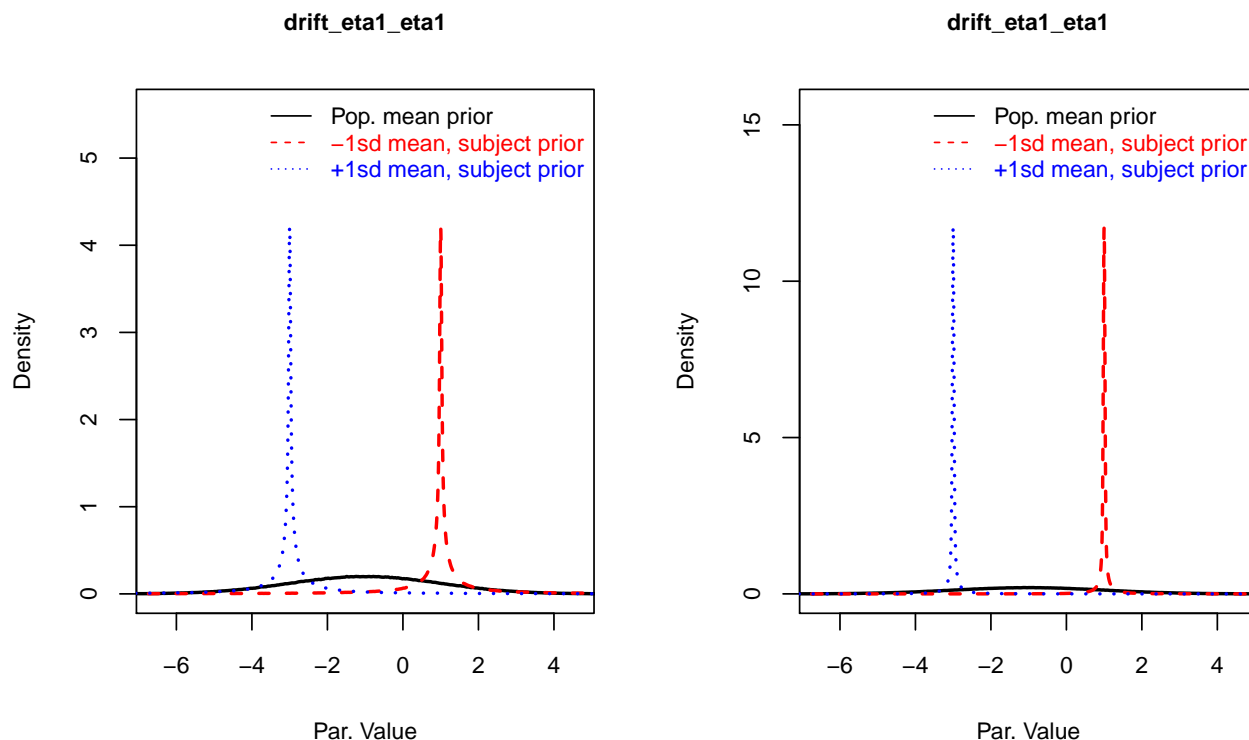 drift_eta1_eta1
Pop. mean prior
−1sd mean, subject prior
+1sd mean, subject prior
5
4
3
2
1
0
Density
−6 −4 −2 0 2 4
Par. Value
drift_eta1_eta1
Pop. mean prior
−1sd mean, subject prior
+1sd mean, subject prior
15
10
5
0
Density
−6 −4 −2 0 2 4
Par. Value